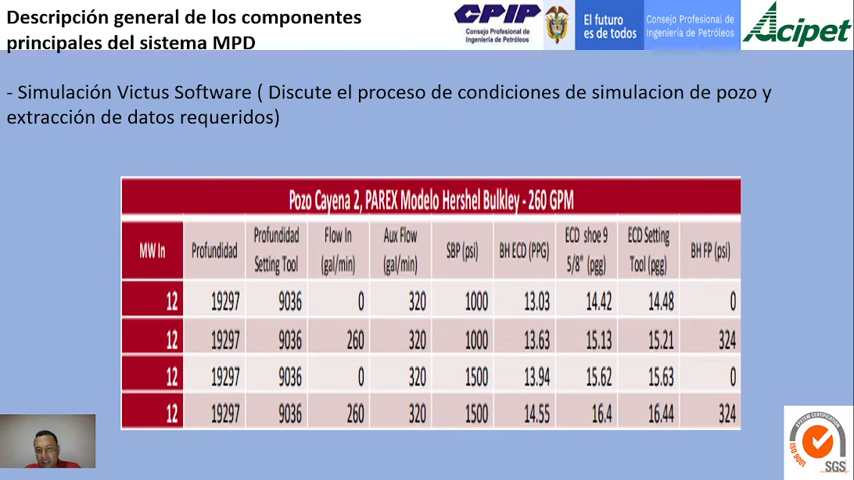 Descripción general de los componentes
principales del sistema MPD
CPIP
Consejo Profesional de
Ingeniería de Petróleos
El futuro
es de todos
Consejo Profesional de
Ingeniería de Petróleos
Acipet
- Simulación Victus Software ( Discute el proceso de condiciones de simulacion de pozo y
extracción de datos requeridos)
Pozo Cayena 2, PAREX Modelo Hershel Bulkley - 260 GPM
MW In Profundidad Profundidad Setting Tool Flow In (gal/min) Aux Flow (gal/min) SBP (psi) BH ECD (PPG) ECD shoe 9 5/8" (pgg) ECD Setting Tool (pgg) BH FP (psi)
12 19297 9036 0 320 1000 13.03 14.42 14.48 0
12 19297 9036 260 320 1000 13.63 15.13 15.21 324
12 19297 9036 0 320 1500 13.94 15.62 15.63 0
12 19297 9036 260 320 1500 14.55 16.4 16.44 324
SYSTEM CERTIFICATION
ISO 9001
SGS